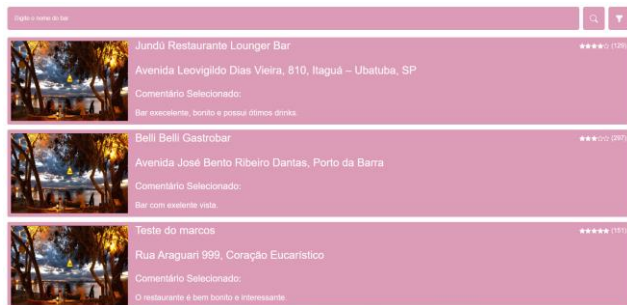 Digite o nome do bar
Jundú Restaurante Lounger Bar
(128)
Avenida Leovigildo Dias Vieira, 810, Itaguá – Ubatuba, SP
Comentário Selecionado:
Bar execelente, bonito e possui ótimos drinks.
Belli Belli Gastrobar
(287)
Avenida José Bento Ribeiro Dantas, Porto da Barra
Comentário Selecionado:
Bar com exelente vista.
Teste do marcos
(151)
Rua Araguari 999, Coração Eucarístico
Comentário Selecionado:
O restaurante é bem bonito e interessante.